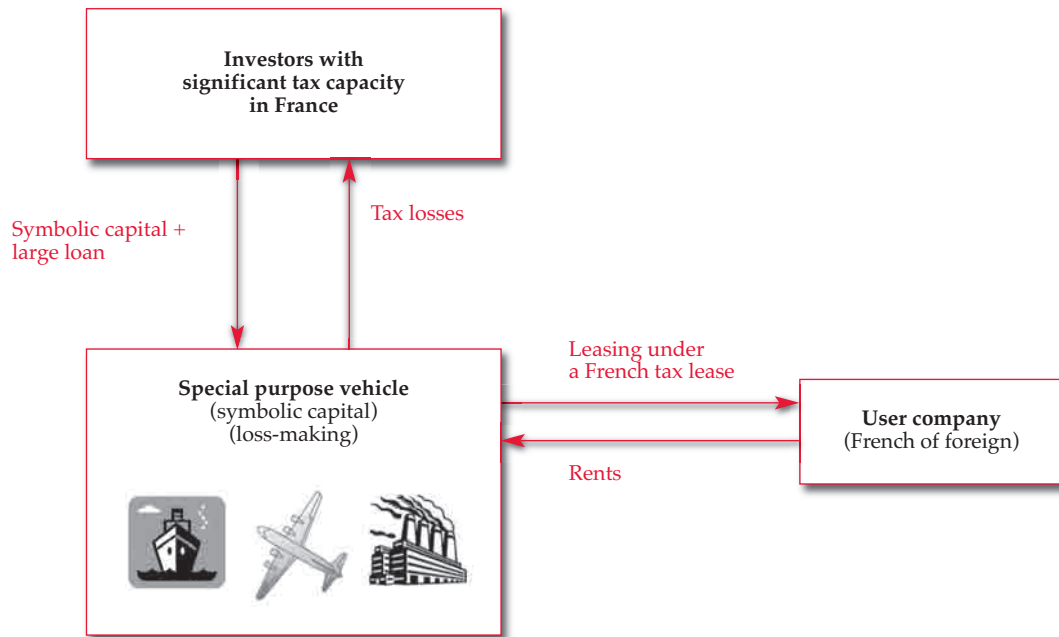 Investors with
significant tax capacity
in France
Symbolic capital +
large loan
Tax losses
Special purpose vehicle
(symbolic capital)
(loss-making)
Leasing under
a French tax lease
Rents
User company
(French of foreign)